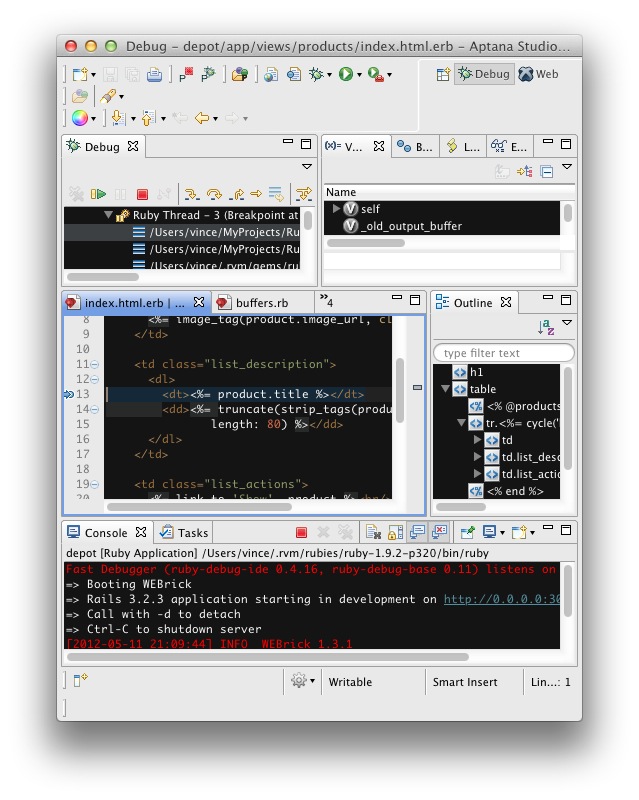 Debug – depot/app/views/products/index.html.erb – Aptana Studio...
Debug
Web
Debug
(x)= V...
B...
L...
E...
Name
Ruby Thread – 3 (Breakpoint at
/Users/vince/MyProjects/Ru
/Users/vince/MyProjects/Ru
/Users/vince/.rvm/gems/ru
self
_old_output_buffer
index.html.erb | ...
buffers.rb
»4
Outline
type filter text
8 <%= image_tag(product.image_url, cl
9 </td>
10
11 <td class="list_description">
12 <dl>
13 <dt><%= product.title %></dt>
14 <dd><%= truncate(strip_tags(produ
15 length: 80) %></dd>
16 </dl>
17 </td>
18
19 <td class="list_actions">
20 <%= link_to 'Show', product %><br/>
h1
table
<% @products
tr.<%= cycle('
td
td.list_desc
td.list_actio
<% end %>
Console
Tasks
depot [Ruby Application] /Users/vince/.rvm/rubies/ruby-1.9.2-p320/bin/ruby
Fast Debugger (ruby-debug-ide 0.4.16, ruby-debug-base 0.11) listens on
=> Booting WEBrick
=> Rails 3.2.3 application starting in development on http://0.0.0.0:30
=> Call with -d to detach
=> Ctrl-C to shutdown server
[2012-05-11 21:09:44] INFO  WEBrick 1.3.1
Writable
Smart Insert
Lin...: 1